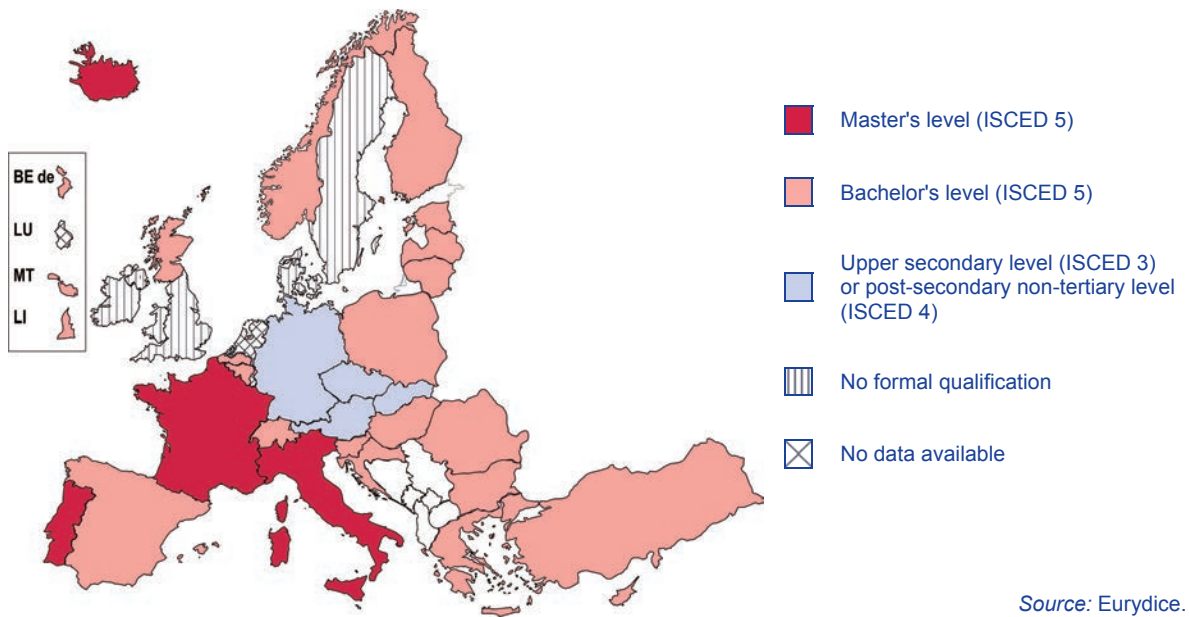 BE de
LU
MT
LI
Master's level (ISCED 5)
Bachelor's level (ISCED 5)
Upper secondary level (ISCED 3)
or post-secondary non-tertiary level
(ISCED 4)
No formal qualification
No data available
Source: Eurydice.